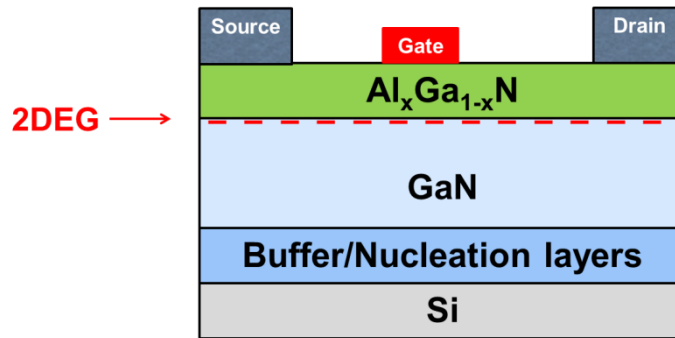 Source
Drain
Gate
AlₓGa₁₋ₓN
2DEG
GaN
Buffer/Nucleation layers
Si